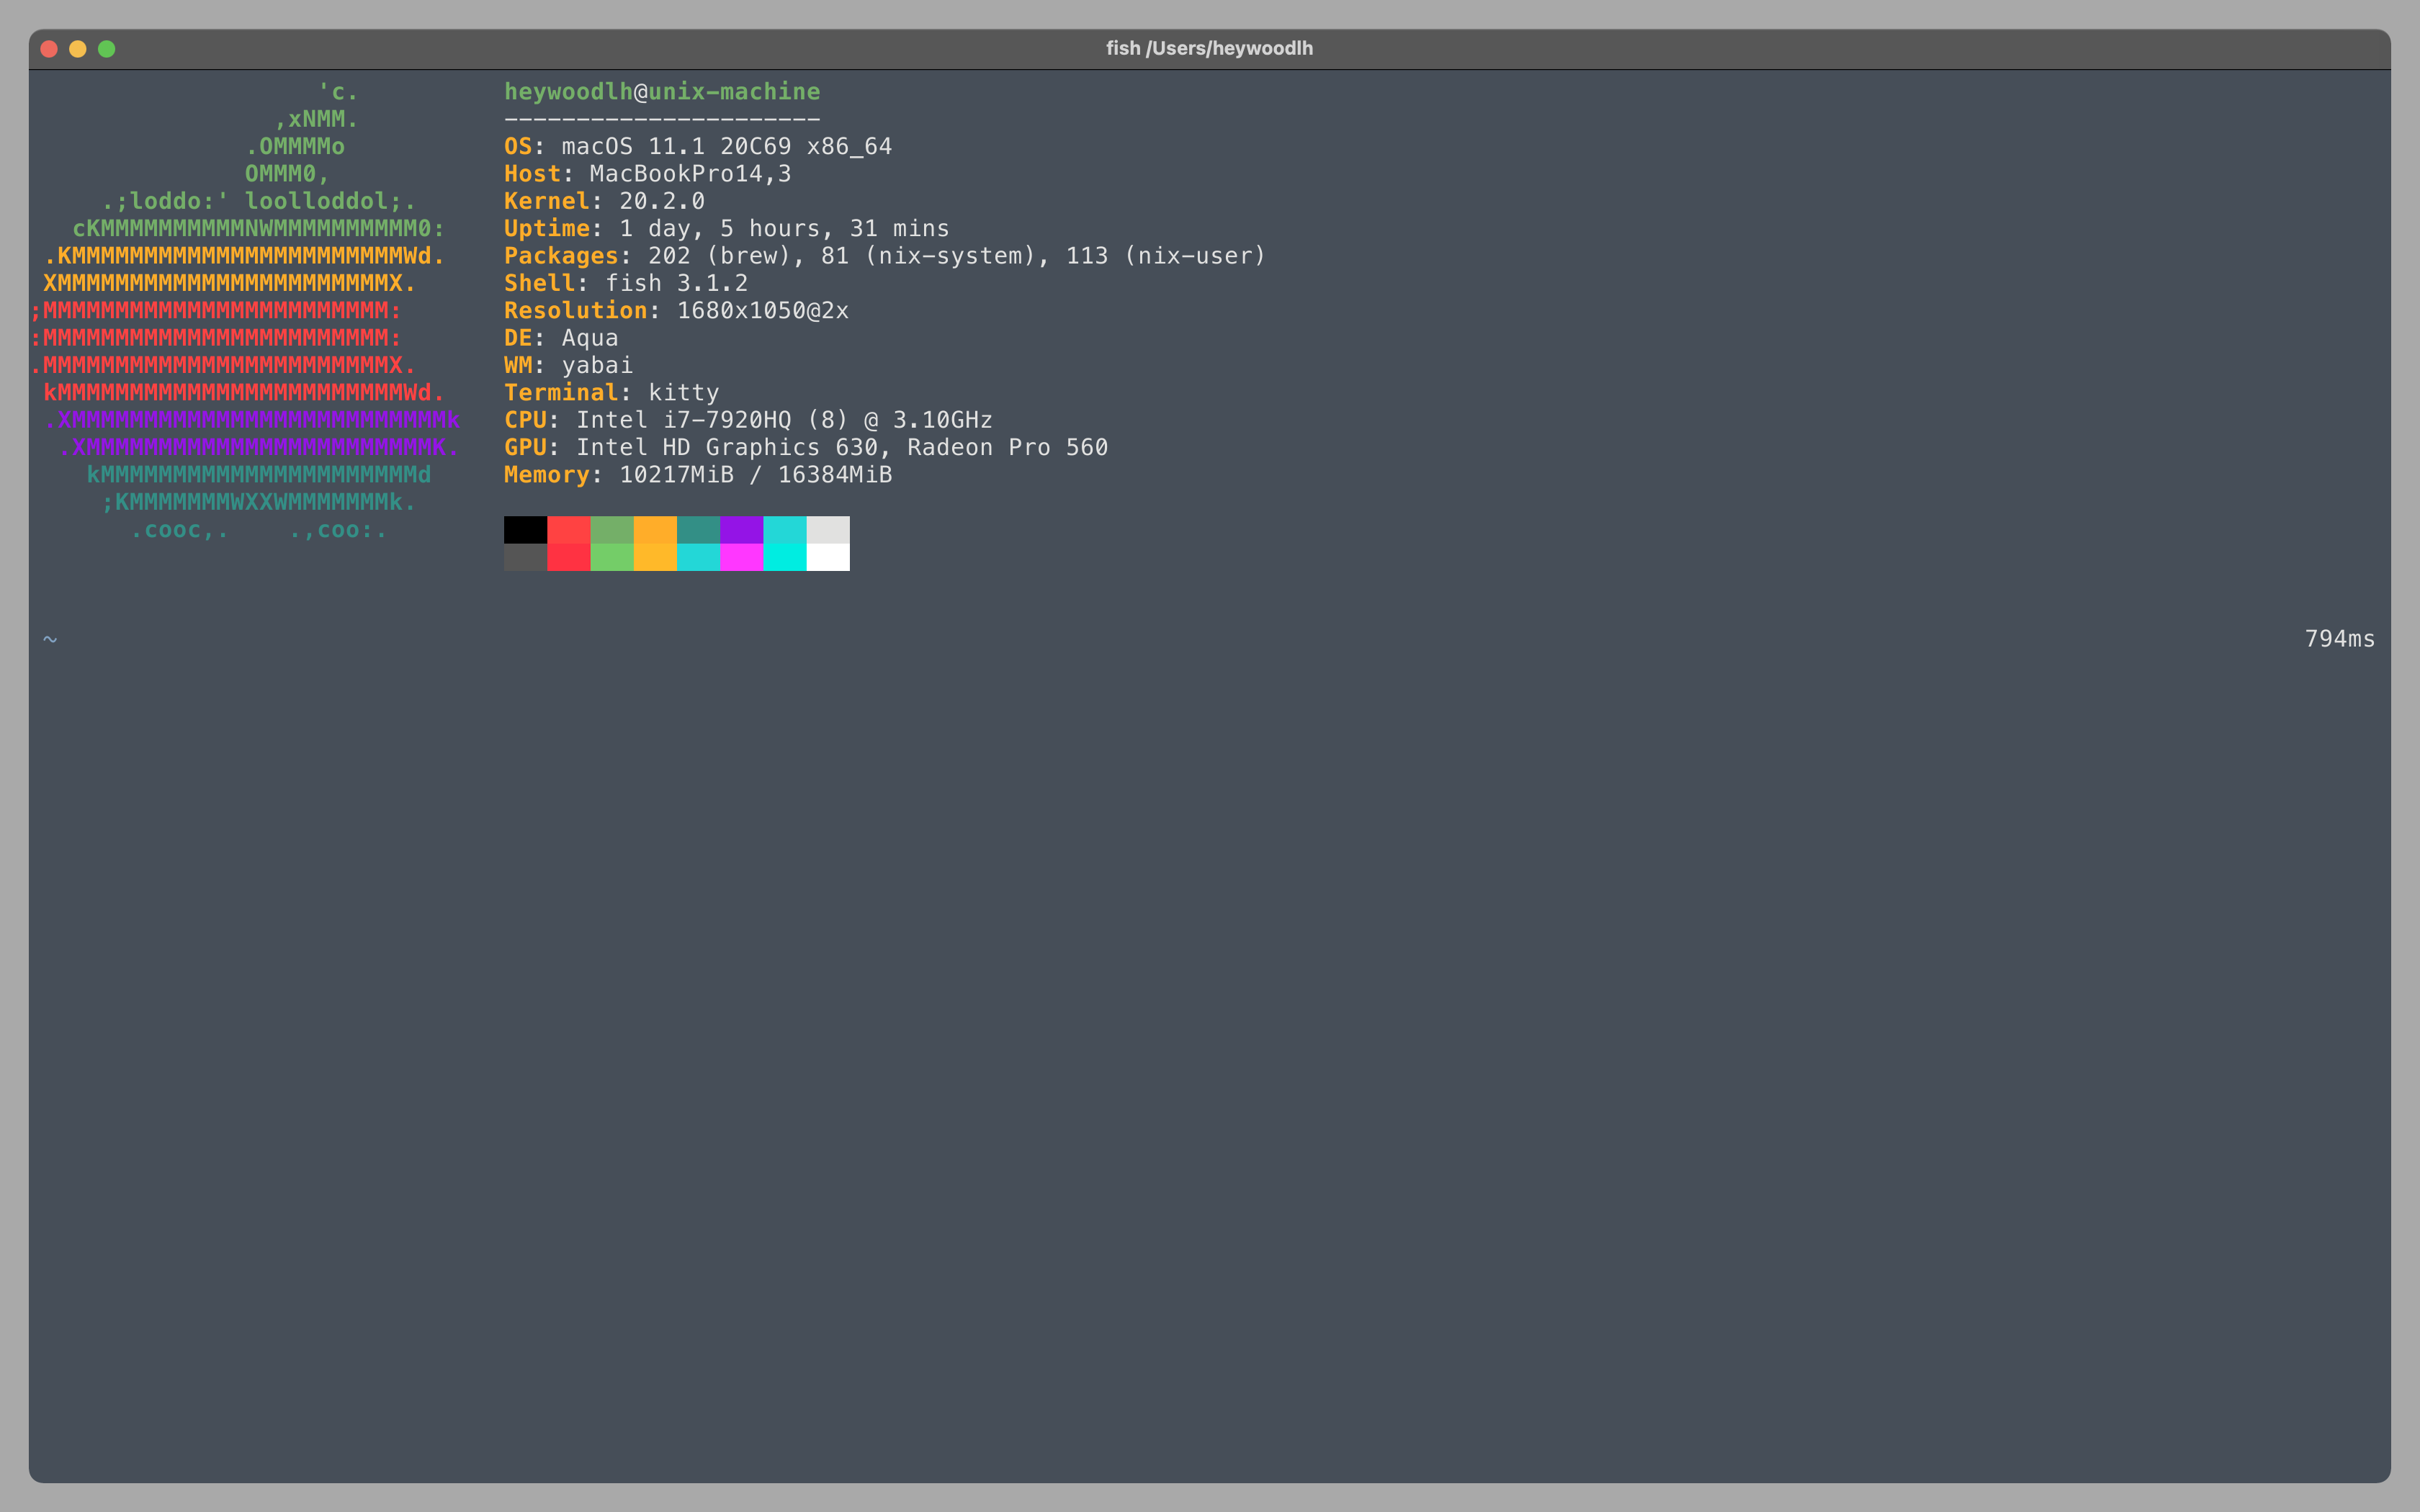 fish /Users/heywoodlh
                    'c.          heywoodlh@unix-machine
                 ,xNMM.          ----------------------
               .OMMMMo           OS: macOS 11.1 20C69 x86_64
               OMMM0,            Host: MacBookPro14,3
     .;loddo:' loolloddol;.      Kernel: 20.2.0
   cKMMMMMMMMMMNWMMMMMMMMMM0:    Uptime: 1 day, 5 hours, 31 mins
 .KMMMMMMMMMMMMMMMMMMMMMMMWd.    Packages: 202 (brew), 81 (nix-system), 113 (nix-user)
 XMMMMMMMMMMMMMMMMMMMMMMMX.      Shell: fish 3.1.2
;MMMMMMMMMMMMMMMMMMMMMMMM:       Resolution: 1680x1050@2x
:MMMMMMMMMMMMMMMMMMMMMMMM:       DE: Aqua
.MMMMMMMMMMMMMMMMMMMMMMMMX.      WM: yabai
 kMMMMMMMMMMMMMMMMMMMMMMMMWd.    Terminal: kitty
 .XMMMMMMMMMMMMMMMMMMMMMMMMMMk   CPU: Intel i7-7920HQ (8) @ 3.10GHz
  .XMMMMMMMMMMMMMMMMMMMMMMMMK.   GPU: Intel HD Graphics 630, Radeon Pro 560
    kMMMMMMMMMMMMMMMMMMMMMMd     Memory: 10217MiB / 16384MiB
     ;KMMMMMMMWXXWMMMMMMMk.
       .cooc,.    .,coo:.
~ 794ms